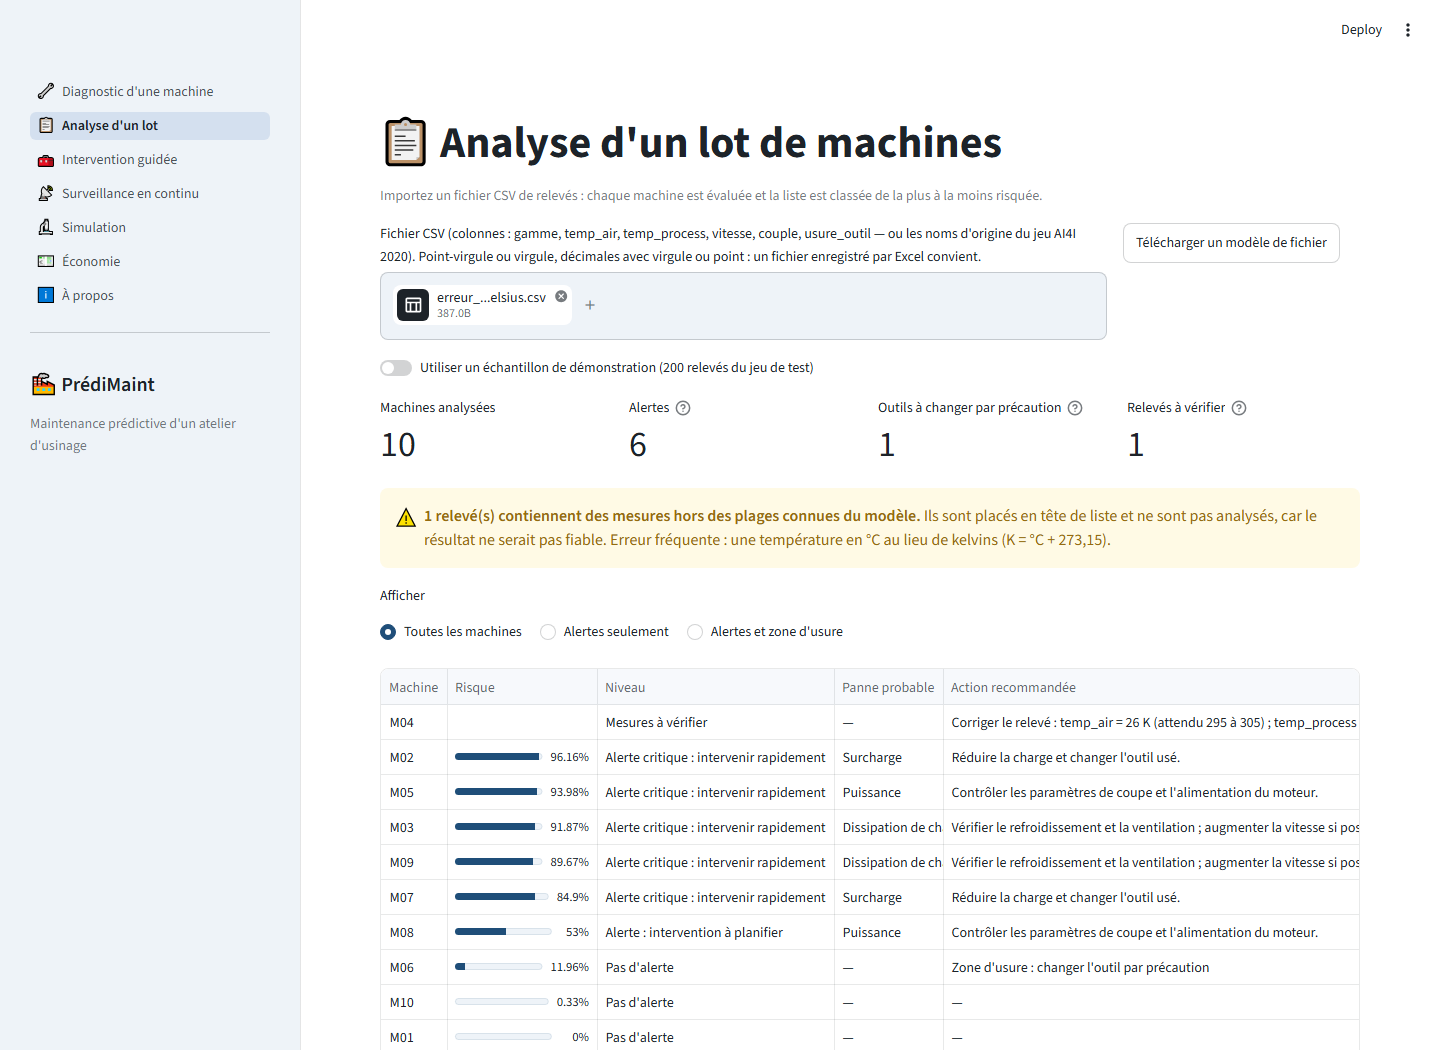 Deploy
Diagnostic d'une machine
Analyse d'un lot
Intervention guidée
Surveillance en continu
Simulation
Économie
À propos
PrédiMaint
Maintenance prédictive d'un atelier
d'usinage
Analyse d'un lot de machines
Importez un fichier CSV de relevés : chaque machine est évaluée et la liste est classée de la plus à la moins risquée.
Fichier CSV (colonnes : gamme, temp_air, temp_process, vitesse, couple, usure_outil — ou les noms d'origine du jeu AI4I
2020). Point-virgule ou virgule, décimales avec virgule ou point : un fichier enregistré par Excel convient.
Télécharger un modèle de fichier
erreur_...elsius.csv
387.0B
Utiliser un échantillon de démonstration (200 relevés du jeu de test)
Machines analysées
10
Alertes
6
Outils à changer par précaution
1
Relevés à vérifier
1
1 relevé(s) contiennent des mesures hors des plages connues du modèle. Ils sont placés en tête de liste et ne sont pas analysés, car le
résultat ne serait pas fiable. Erreur fréquente : une température en °C au lieu de kelvins (K = °C + 273,15).
Afficher
Toutes les machines Alertes seulement Alertes et zone d'usure
Machine Risque Niveau Panne probable Action recommandée
M04 Mesures à vérifier — Corriger le relevé : temp_air = 26 K (attendu 295 à 305) ; temp_process
M02 96.16% Alerte critique : intervenir rapidement Surcharge Réduire la charge et changer l'outil usé.
M05 93.98% Alerte critique : intervenir rapidement Puissance Contrôler les paramètres de coupe et l'alimentation du moteur.
M03 91.87% Alerte critique : intervenir rapidement Dissipation de ch Vérifier le refroidissement et la ventilation ; augmenter la vitesse si pos
M09 89.67% Alerte critique : intervenir rapidement Dissipation de ch Vérifier le refroidissement et la ventilation ; augmenter la vitesse si pos
M07 84.9% Alerte critique : intervenir rapidement Surcharge Réduire la charge et changer l'outil usé.
M08 53% Alerte : intervention à planifier Puissance Contrôler les paramètres de coupe et l'alimentation du moteur.
M06 11.96% Pas d'alerte — Zone d'usure : changer l'outil par précaution
M10 0.33% Pas d'alerte — —
M01 0% Pas d'alerte — —